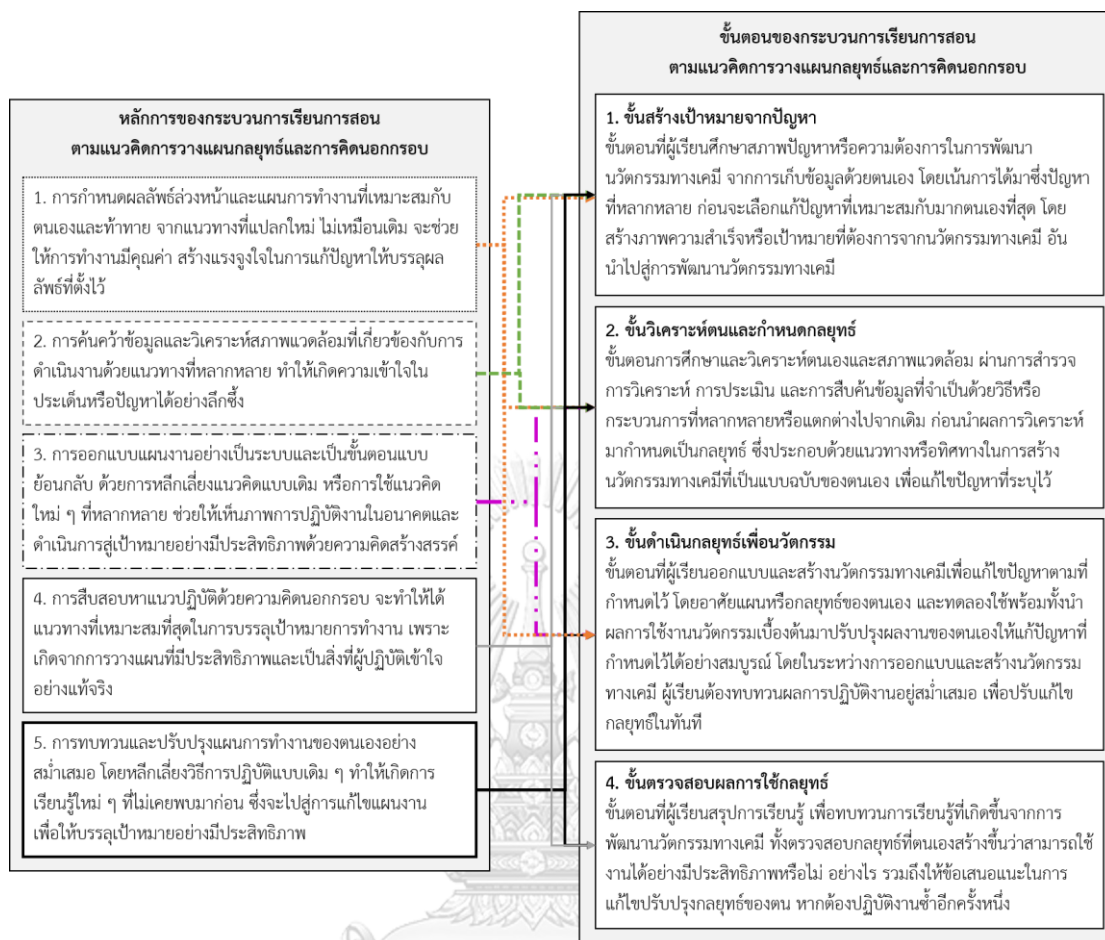 หลักการของกระบวนการเรียนการสอน
ตามแนวคิดการวางแผนกลยุทธ์และการคิดนอกกรอบ
1. การกำหนดผลลัพธ์ล่วงหน้าและแผนการทำงานที่เหมาะสมกับ
ตนเองและท้าทาย จากแนวทางที่แปลกใหม่ ไม่เหมือนเดิม จะช่วย
ให้การทำงานมีคุณค่า สร้างแรงจูงใจในการแก้ปัญหาให้บรรลุผล
ลัพธ์ที่ตั้งไว้
2. การค้นคว้าข้อมูลและวิเคราะห์สภาพแวดล้อมที่เกี่ยวข้องกับการ
ดำเนินงานด้วยแนวทางที่หลากหลาย ทำให้เกิดความเข้าใจใน
ประเด็นหรือปัญหาได้อย่างลึกซึ้ง
3. การออกแบบแผนงานอย่างเป็นระบบและเป็นขั้นตอนแบบ
ย้อนกลับ ด้วยการหลีกเลี่ยงแนวคิดแบบเดิม หรือการใช้แนวคิด
ใหม่ ๆ ที่หลากหลาย ช่วยให้เห็นภาพการปฏิบัติงานในอนาคตและ
ดำเนินการสู่เป้าหมายอย่างมีประสิทธิภาพด้วยความคิดสร้างสรรค์
4. การสืบสอบหาแนวปฏิบัติด้วยความคิดนอกกรอบ จะทำให้ได้
แนวทางที่เหมาะสมที่สุดในการบรรลุเป้าหมายการทำงาน เพราะ
เกิดจากการวางแผนที่มีประสิทธิภาพและเป็นสิ่งที่ผู้ปฏิบัติเข้าใจ
อย่างแท้จริง
5. การทบทวนและปรับปรุงแผนการทำงานของตนเองอย่าง
สม่ำเสมอ โดยหลีกเลี่ยงวิธีการปฏิบัติแบบเดิม ๆ ทำให้เกิดการ
เรียนรู้ใหม่ ๆ ที่ไม่เคยพบมาก่อน ซึ่งจะไปสู่การแก้ไขแผนงาน
เพื่อให้บรรลุเป้าหมายอย่างมีประสิทธิภาพ
ขั้นตอนของกระบวนการเรียนการสอน
ตามแนวคิดการวางแผนกลยุทธ์และการคิดนอกกรอบ
1. ขั้นสร้างเป้าหมายจากปัญหา
ขั้นตอนที่ผู้เรียนศึกษาสภาพปัญหาหรือความต้องการในการพัฒนา
นวัตกรรมทางเคมี จากการเก็บข้อมูลด้วยตนเอง โดยเน้นการได้มาซึ่งปัญหา
ที่หลากหลาย ก่อนจะเลือกแก้ปัญหาที่เหมาะสมกับมากตนเองที่สุด โดย
สร้างภาพความสำเร็จหรือเป้าหมายที่ต้องการจากนวัตกรรมทางเคมี อัน
นำไปสู่การพัฒนานวัตกรรมทางเคมี
2. ขั้นวิเคราะห์ตนและกำหนดกลยุทธ์
ขั้นตอนการศึกษาและวิเคราะห์ตนเองและสภาพแวดล้อม ผ่านการสำรวจ
การวิเคราะห์ การประเมิน และการสืบค้นข้อมูลที่จำเป็นด้วยวิธีหรือ
กระบวนการที่หลากหลายหรือแตกต่างไปจากเดิม ก่อนนำผลการวิเคราะห์
มากำหนดเป็นกลยุทธ์ ซึ่งประกอบด้วยแนวทางหรือทิศทางในการสร้าง
นวัตกรรมทางเคมีที่เป็นแบบฉบับของตนเอง เพื่อแก้ไขปัญหาที่ระบุไว้
3. ขั้นดำเนินกลยุทธ์เพื่อนวัตกรรม
ขั้นตอนที่ผู้เรียนออกแบบและสร้างนวัตกรรมทางเคมีเพื่อแก้ไขปัญหาตามที่
กำหนดไว้ โดยอาศัยแผนหรือกลยุทธ์ของตนเอง และทดลองใช้พร้อมทั้งนำ
ผลการใช้งานนวัตกรรมเบื้องต้นมาปรับปรุงผลงานของตนเองให้แก้ปัญหาที่
กำหนดไว้ได้อย่างสมบูรณ์ โดยในระหว่างการออกแบบและสร้างนวัตกรรม
ทางเคมี ผู้เรียนต้องทบทวนผลการปฏิบัติงานอยู่สม่ำเสมอ เพื่อปรับแก้ไข
กลยุทธ์ในทันที
4. ขั้นตรวจสอบผลการใช้กลยุทธ์
ขั้นตอนที่ผู้เรียนสรุปการเรียนรู้ เพื่อทบทวนการเรียนรู้ที่เกิดขึ้นจากการ
พัฒนานวัตกรรมทางเคมี ทั้งตรวจสอบกลยุทธ์ที่ตนเองสร้างขึ้นว่าสามารถใช้
งานได้อย่างมีประสิทธิภาพหรือไม่ อย่างไร รวมถึงให้ข้อเสนอแนะในการ
แก้ไขปรับปรุงกลยุทธ์ของตน หากต้องปฏิบัติงานซ้ำอีกครั้งหนึ่ง